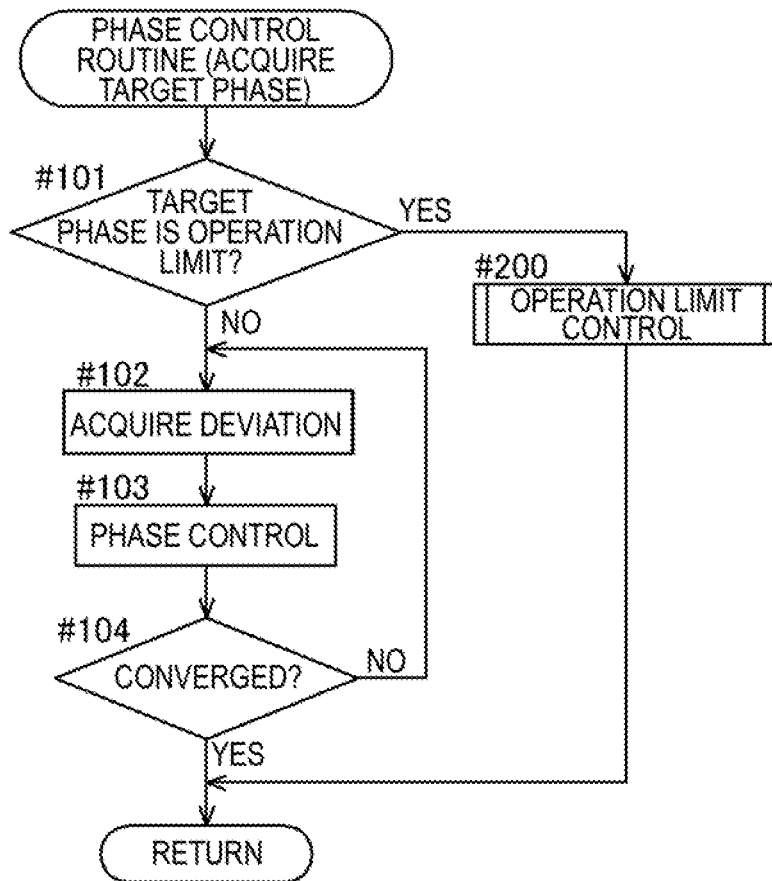 PHASE CONTROL
ROUTINE (ACQUIRE
TARGET PHASE)
#101
TARGET
PHASE IS OPERATION
LIMIT?
YES
#200
OPERATION LIMIT
CONTROL
NO
#102
ACQUIRE DEVIATION
#103
PHASE CONTROL
#104
CONVERGED?
NO
YES
RETURN